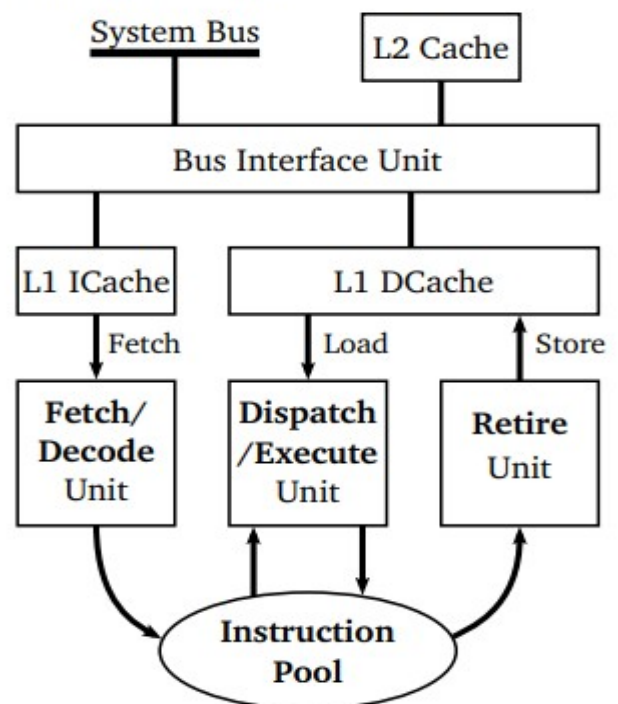 System Bus
L2 Cache
Bus Interface Unit
L1 ICache
L1 DCache
Fetch
Load
Store
Fetch/
Decode
Unit
Dispatch
/Execute
Unit
Retire
Unit
Instruction
Pool